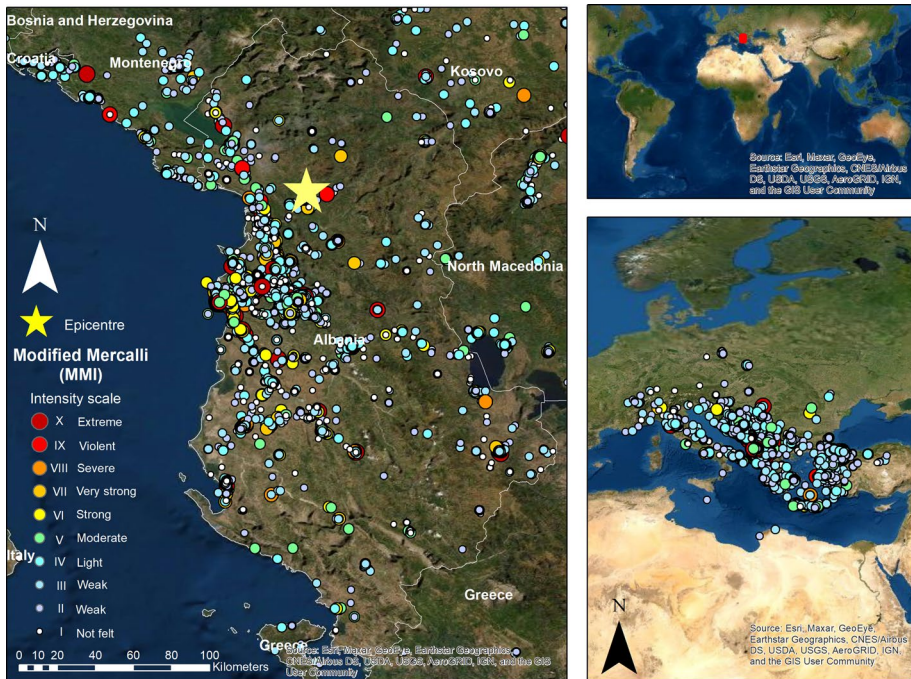 Bosnia and Herzegovina
Croatia
Montenegro
Kosovo
North Macedonia
Albania
Italy
Greece
Greece
N
Epicentre
Modified Mercalli
(MMI)
Intensity scale
X Extreme
IX Violent
VIII Severe
VII Very strong
VI Strong
V Moderate
IV Light
III Weak
II Weak
I Not felt
0 10 20 40 60 80 100
Kilometers
Source: Esri, Maxar, GeoEye, Earthstar Geographics,
CNES/Airbus DS, USDA, USGS, AeroGRID, IGN, and the GIS
User Community
Source: Esri, Maxar, GeoEye,
Earthstar Geographics, CNES/Airbus
DS, USDA, USGS, AeroGRID, IGN,
and the GIS User Community
N
Source: Esri, Maxar, GeoEye,
Earthstar Geographics, CNES/Airbus
DS, USDA, USGS, AeroGRID, IGN,
and the GIS User Community